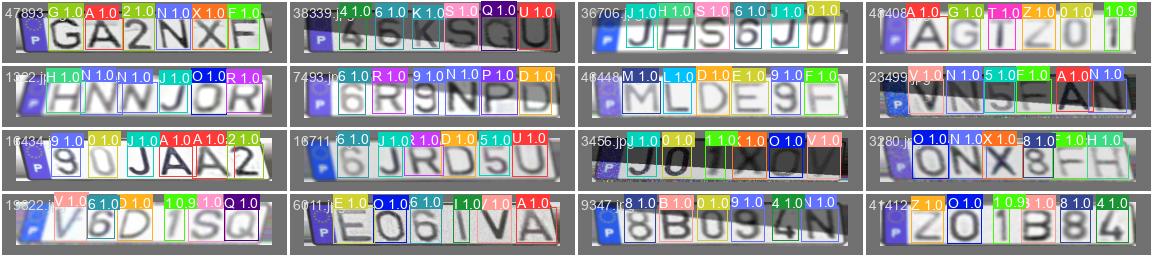 47893 G 1.0 A 1.0 2 1.0 N 1.0 X 1.0 F 1.0
P GA2NXF
38339.jpg 4 1.0 6 1.0 K 1.0 S 1.0 Q 1.0 U 1.0
P 46KSQU
36706.jpg J 1.0 H 1.0 S 1.0 6 1.0 J 1.0 0 1.0
P JHS6J0
48408 A 1.0 G 1.0 T 1.0 Z 1.0 0 1.0 1 0.9
P AGTZ01
1322.jpg H 1.0 N 1.0 N 1.0 J 1.0 O 1.0 R 1.0
P HNNJOR
7493.jpg 6 1.0 R 1.0 9 1.0 N 1.0 P 1.0 D 1.0
P 6R9NPD
46448 M 1.0 L 1.0 D 1.0 E 1.0 9 1.0 F 1.0
P MLDE9F
23499 V 1.0 N 1.0 5 1.0 F 1.0 A 1.0 N 1.0
P VN5FAN
16434 9 1.0 0 1.0 J 1.0 A 1.0 A 1.0 2 1.0
P 90JAA2
16711 6 1.0 J 1.0 R 1.0 D 1.0 5 1.0 U 1.0
P 6JRD5U
3456.jpg J 1.0 0 1.0 1 1.0 X 1.0 O 1.0 V 1.0
P J01XOV
3280.jpg O 1.0 N 1.0 X 1.0 8 1.0 F 1.0 H 1.0
P ONX8FH
V 1.0 6 1.0 D 1.0 1 0.9 S 1.0 Q 1.0
P V6D1SQ
6011.jpg E 1.0 O 1.0 6 1.0 I 1.0 V 1.0 A 1.0
P EO6IVA
9347.jpg 8 1.0 B 1.0 0 1.0 9 1.0 4 1.0 N 1.0
P 8B094N
41412 Z 1.0 O 1.0 1 0.9 B 1.0 8 1.0 4 1.0
P ZO1B84